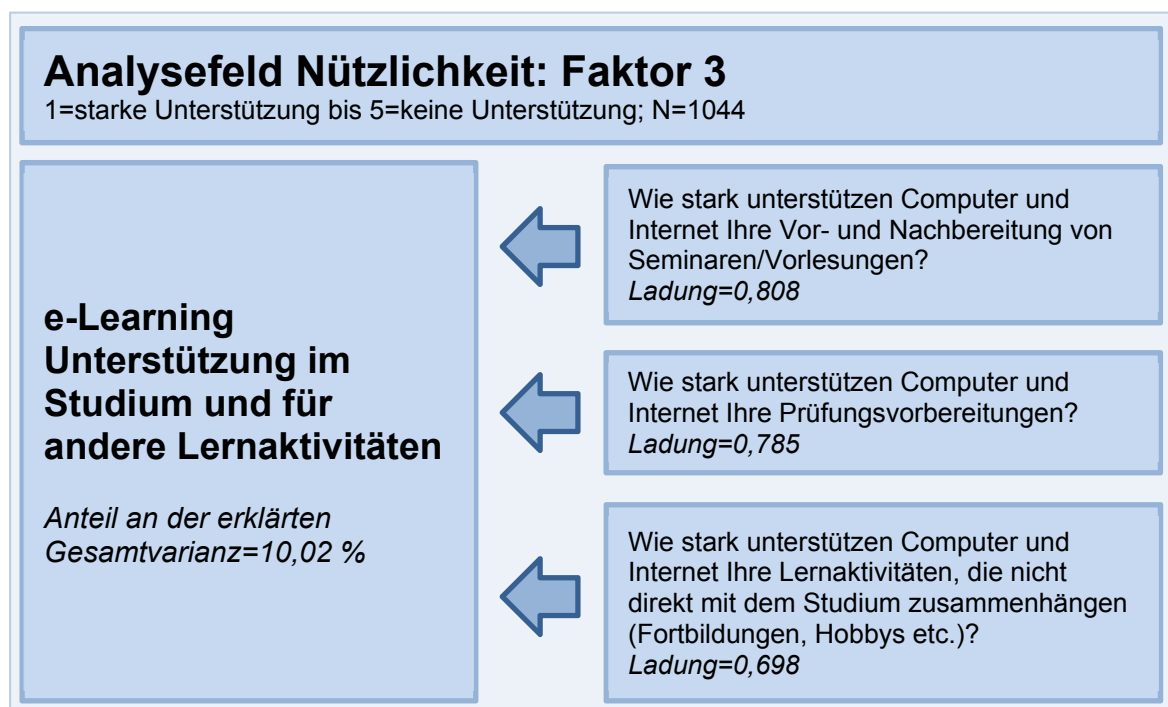 Analysefeld Nützlichkeit: Faktor 3
1=starke Unterstützung bis 5=keine Unterstützung; N=1044
e-Learning
Unterstützung im
Studium und für
andere Lernaktivitäten
Anteil an der erklärten
Gesamtvarianz=10,02 %
Wie stark unterstützen Computer und
Internet Ihre Vor- und Nachbereitung von
Seminaren/Vorlesungen?
Ladung=0,808
Wie stark unterstützen Computer und
Internet Ihre Prüfungsvorbereitungen?
Ladung=0,785
Wie stark unterstützen Computer und
Internet Ihre Lernaktivitäten, die nicht
direkt mit dem Studium zusammenhängen
(Fortbildungen, Hobbys etc.)?
Ladung=0,698